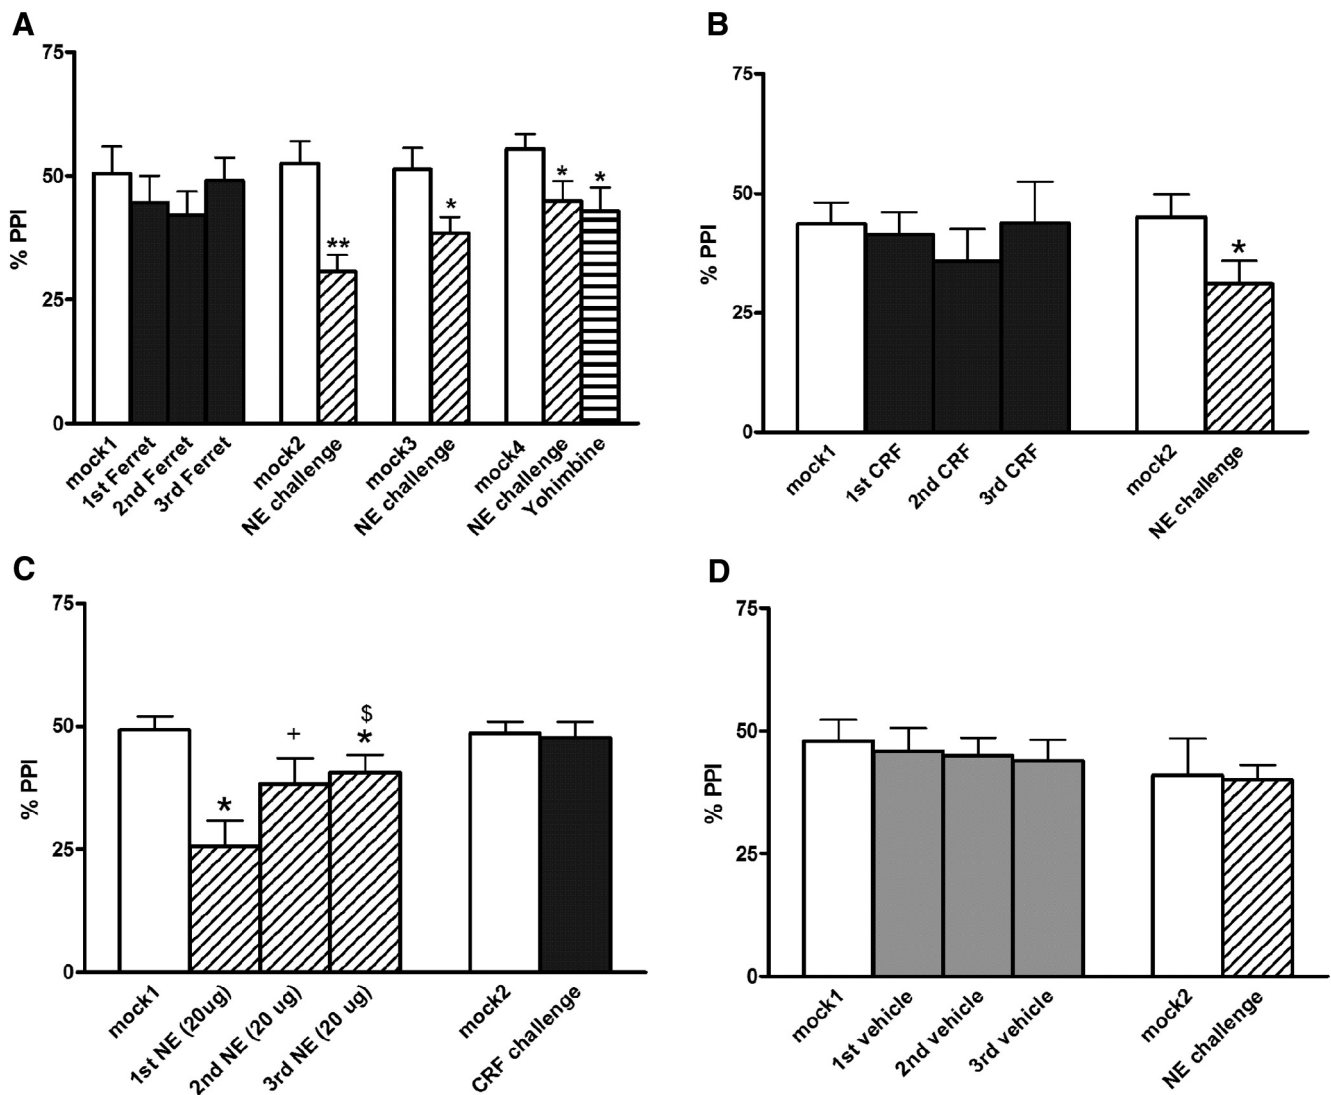 A
75
50
25
0
% PPI
*
*
*
**
mock1
1st Ferret
2nd Ferret
3rd Ferret
mock2
NE challenge
mock3
NE challenge
mock4
NE challenge
Yohimbine
B
75
50
25
0
% PPI
*
mock1
1st CRF
2nd CRF
3rd CRF
mock2
NE challenge
C
75
50
25
0
% PPI
*
+
$
*
mock1
1st NE (20ug)
2nd NE (20 ug)
3rd NE (20 ug)
mock2
CRF challenge
D
75
50
25
0
% PPI
mock1
1st vehicle
2nd vehicle
3rd vehicle
mock2
NE challenge